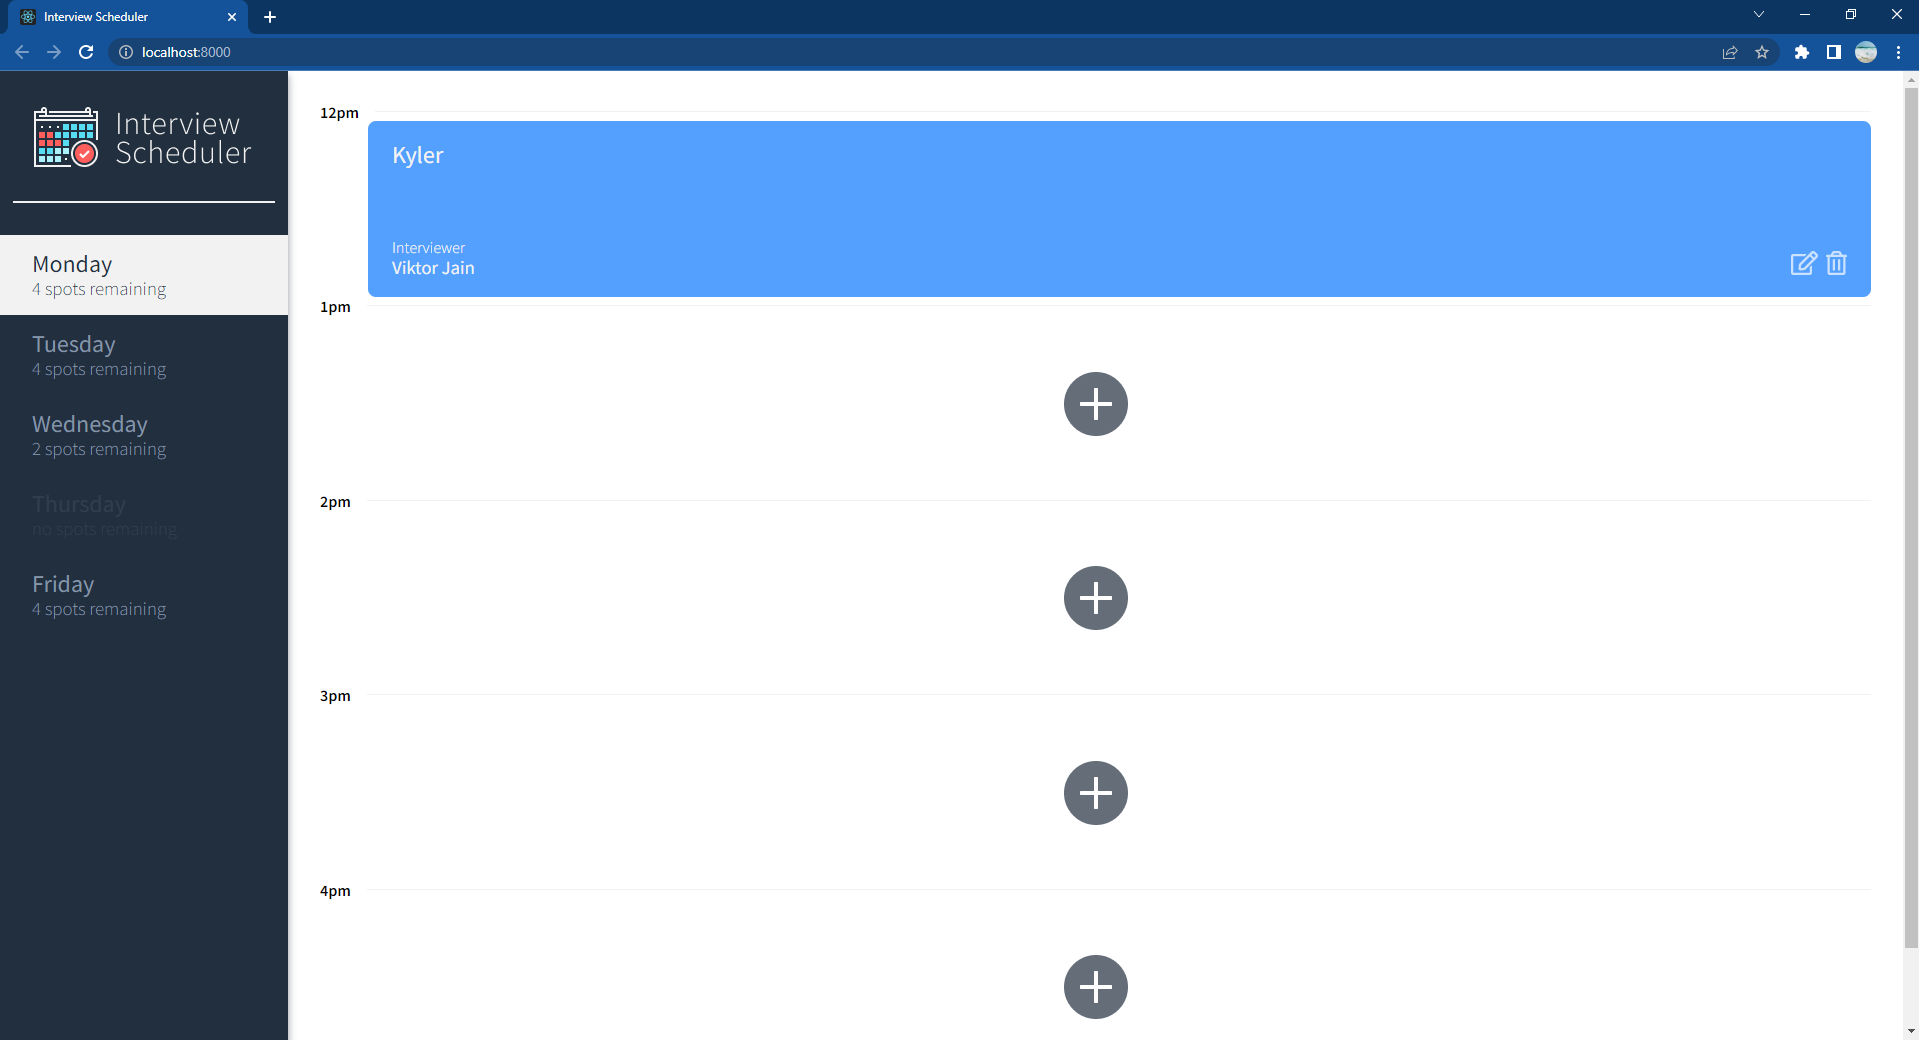 Interview Scheduler
localhost:8000
Interview
Scheduler
Monday
4 spots remaining
Tuesday
4 spots remaining
Wednesday
2 spots remaining
Thursday
no spots remaining
Friday
4 spots remaining
12pm
Kyler
Interviewer
Viktor Jain
1pm
2pm
3pm
4pm